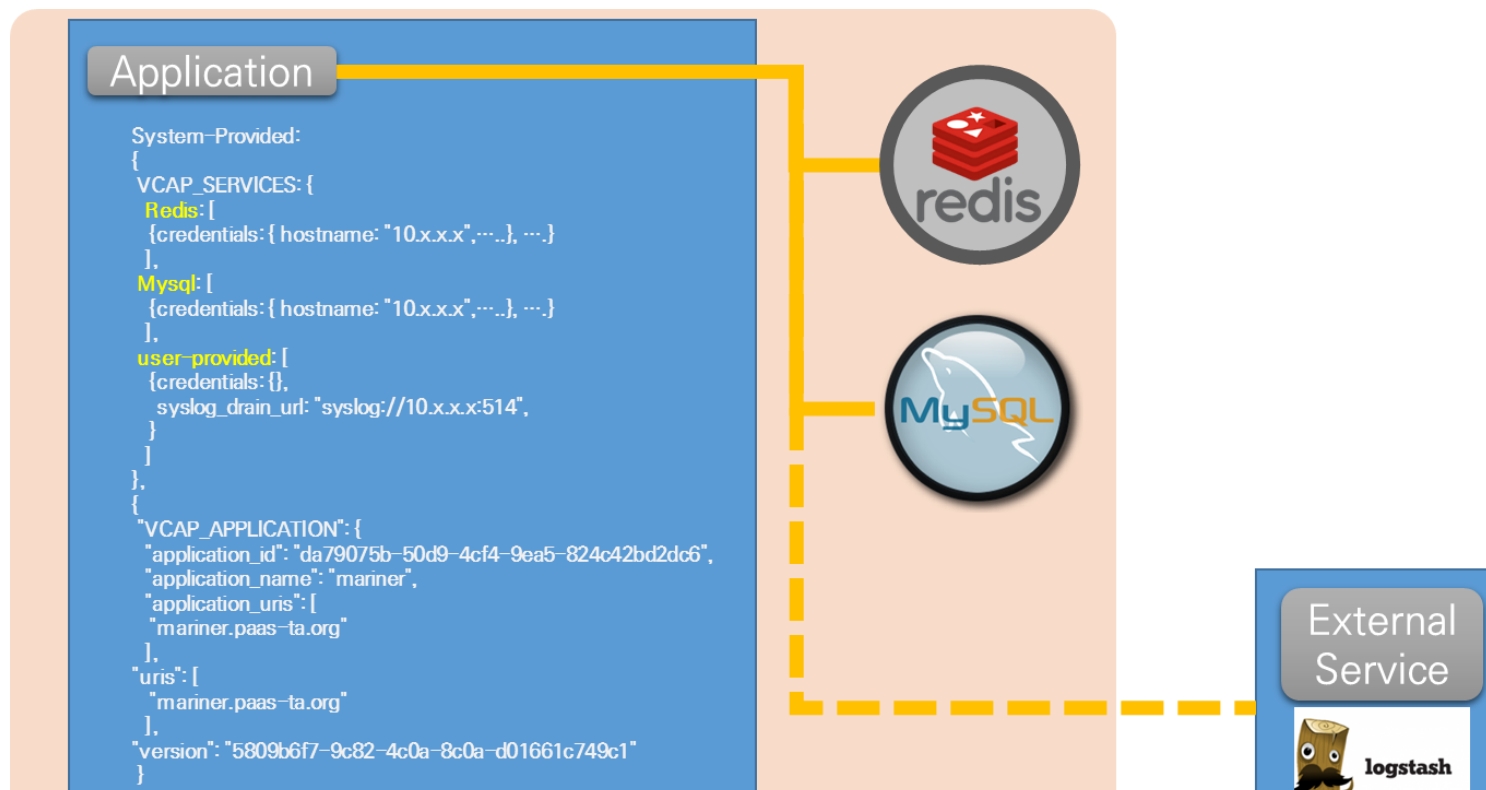 Application
System-Provided:
{
VCAP_SERVICES: {
Redis: [
{credentials: { hostname: "10.x.x.x",…..}, ….}
],
Mysql: [
{credentials: { hostname: "10.x.x.x",…..}, ….}
],
user-provided: [
{credentials: {},
syslog_drain_url: "syslog://10.x.x.x:514",
}
]
},
{
"VCAP_APPLICATION": {
"application_id": "da79075b-50d9-4cf4-9ea5-824c42bd2dc6",
"application_name": "mariner",
"application_uris": [
"mariner.paas-ta.org"
],
"uris": [
"mariner.paas-ta.org"
],
"version": "5809b6f7-9c82-4c0a-8c0a-d01661c749c1"
}
redis
MySQL
External
Service
logstash